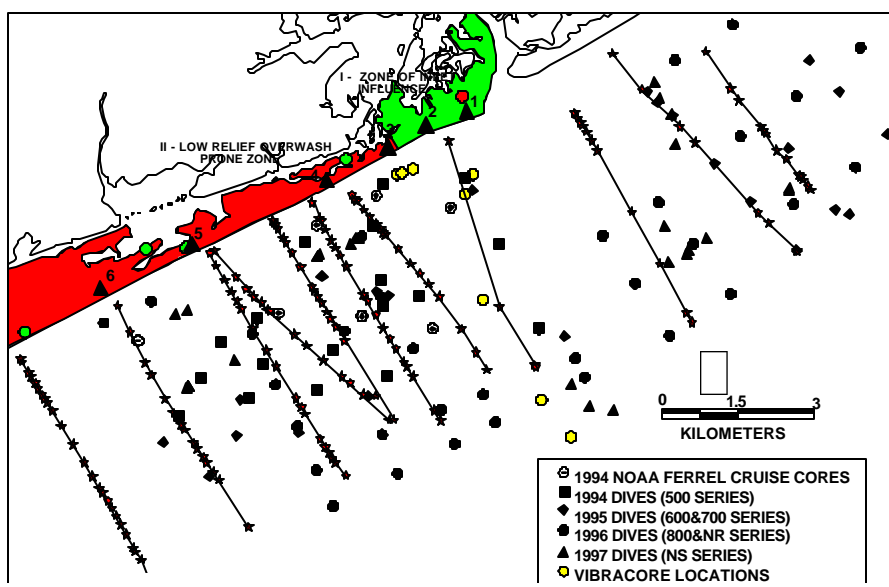 I - ZONE OF INLET
INFLUENCE
1
2
3
II - LOW RELIEF OVERWASH
PRONE ZONE
4
5
6
0 1.5 3
KILOMETERS
1994 NOAA FERREL CRUISE CORES
1994 DIVES (500 SERIES)
1995 DIVES (600&700 SERIES)
1996 DIVES (800&NR SERIES)
1997 DIVES (NS SERIES)
VIBRACORE LOCATIONS